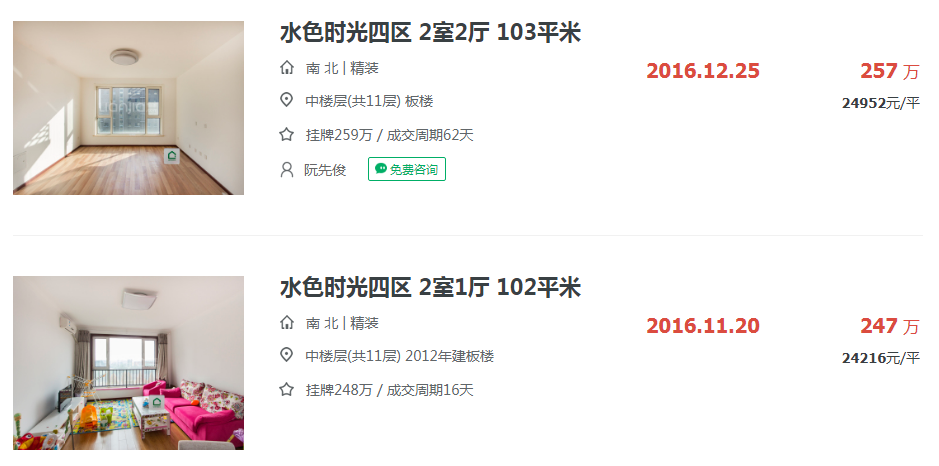 水色时光四区 2室2厅 103平米
南 北 | 精装
2016.12.25
257 万
中楼层(共11层) 板楼
24952元/平
挂牌259万 / 成交周期62天
阮先俊
免费咨询
水色时光四区 2室1厅 102平米
南 北 | 精装
2016.11.20
247 万
中楼层(共11层) 2012年建板楼
24216元/平
挂牌248万 / 成交周期16天